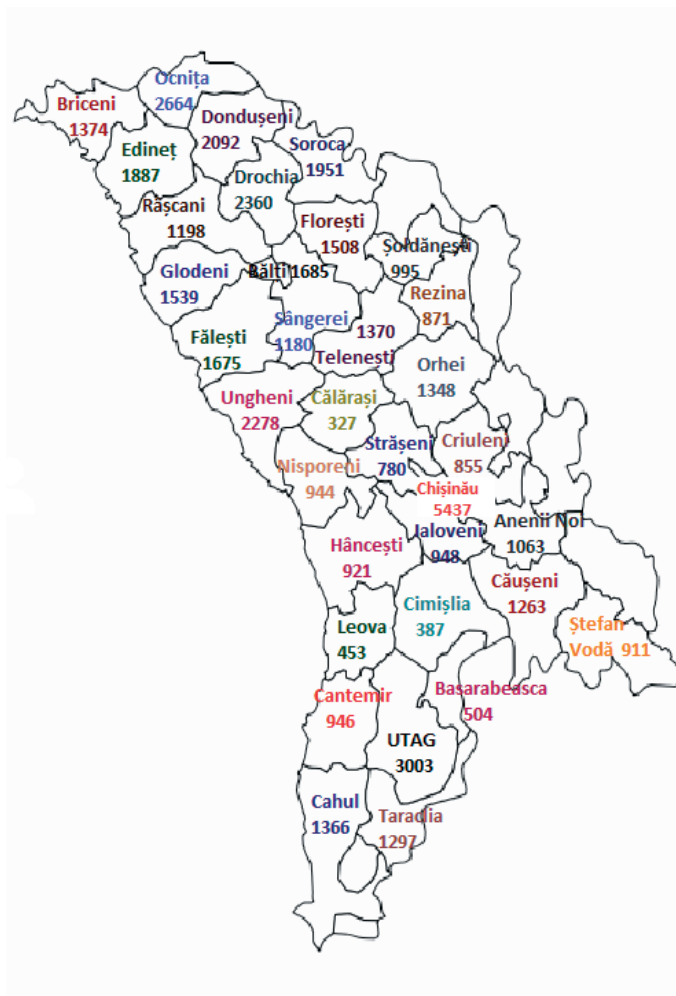 Ocnița
2664
Briceni
1374
Dondușeni
2092
Soroca
1951
Edineț
1887
Drochia
2360
Râșcani
1198
Florești
1508
Șoldănești
995
Glodeni
1539
Bălți 1685
Rezina
871
Sângerei
1180
1370
Telenești
Fălești
1675
Orhei
1348
Ungheni
2278
Călărași
327
Strășeni
780
Criuleni
855
Nisporeni
944
Chișinău
5437
Anenii Noi
1063
Ialoveni
948
Hâncești
921
Căușeni
1263
Cimișlia
387
Ștefan
Vodă 911
Leova
453
Cantemir
946
Basarabeasca
504
UTAG
3003
Cahul
1366
Taraclia
1297